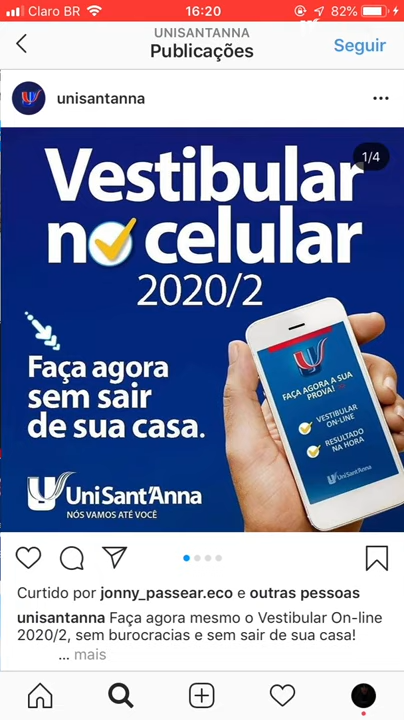 Claro BR
16:20
82%
UNISANTANNA
Publicações
Seguir
unisantanna
1/4
Vestibular
no celular
2020/2
Faça agora
sem sair
de sua casa.
UniSant'Anna
NÓS VAMOS ATÉ VOCÊ
FAÇA AGORA A SUA
PROVA!
VESTIBULAR
ON-LINE
RESULTADO
NA HORA
UniSant'Anna
Curtido por jonny_passear.eco e outras pessoas
unisantanna Faça agora mesmo o Vestibular On-line
2020/2, sem burocracias e sem sair de sua casa!
... mais